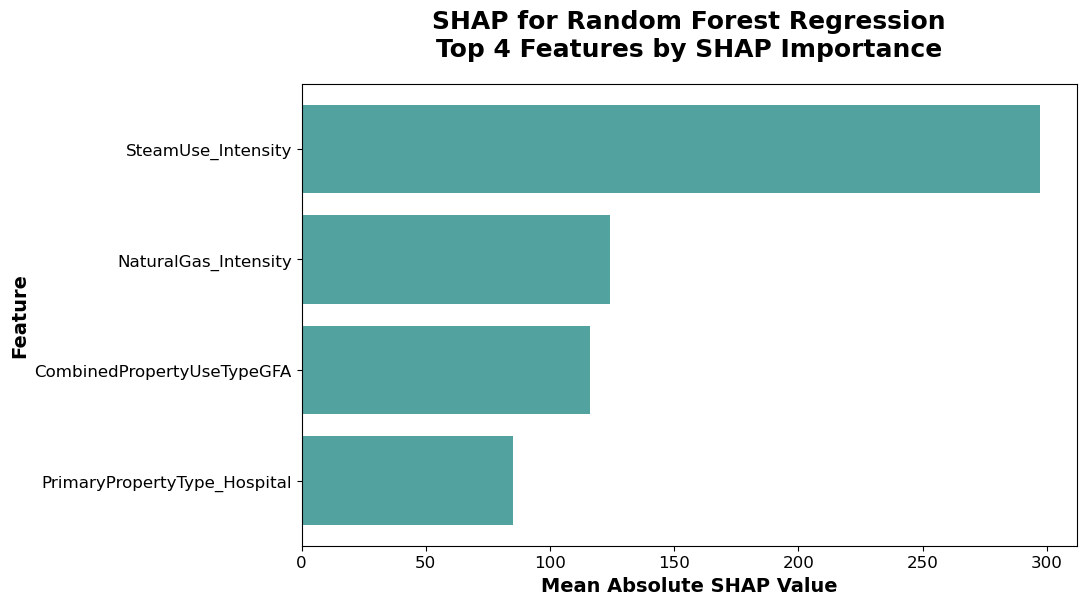 SHAP for Random Forest Regression
Top 4 Features by SHAP Importance
Feature
SteamUse_Intensity
NaturalGas_Intensity
CombinedPropertyUseTypeGFA
PrimaryPropertyType_Hospital
0 50 100 150 200 250 300
Mean Absolute SHAP Value